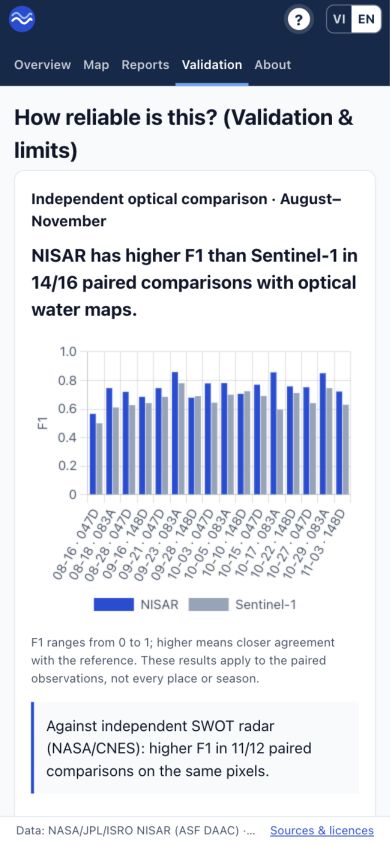 ?
VI EN
Overview Map Reports Validation About
How reliable is this? (Validation &
limits)
Independent optical comparison · August–
November
NISAR has higher F1 than Sentinel-1 in
14/16 paired comparisons with optical
water maps.
1.0
0.8
0.6
0.4
0.2
0
F1
08-16 · 047D
08-18 · 083A
08-28 · 047D
09-16 · 148D
09-21 · 047D
09-23 · 083A
09-28 · 148D
10-03 · 047D
10-05 · 083A
10-10 · 148D
10-15 · 047D
10-17 · 083A
10-22 · 148D
10-27 · 047D
10-29 · 083A
11-03 · 148D
NISAR Sentinel-1
F1 ranges from 0 to 1; higher means closer agreement
with the reference. These results apply to the paired
observations, not every place or season.
Against independent SWOT radar
(NASA/CNES): higher F1 in 11/12 paired
comparisons on the same pixels.
Data: NASA/JPL/ISRO NISAR (ASF DAAC) ·... Sources & licences